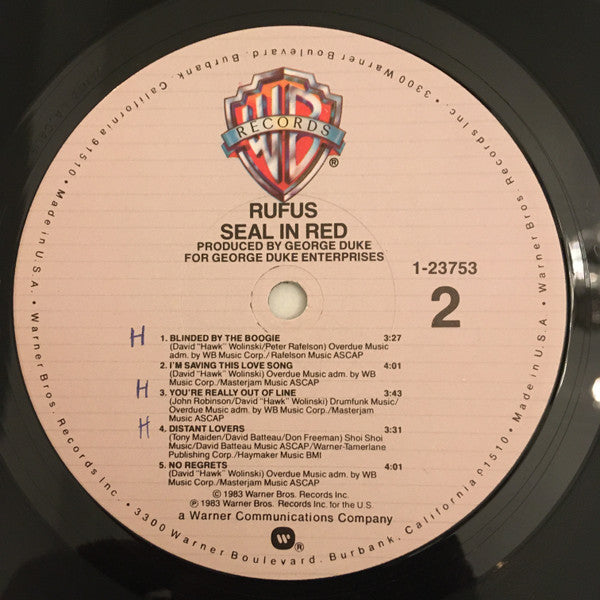 WB
RECORDS
®
RUFUS
SEAL IN RED
PRODUCED BY GEORGE DUKE
FOR GEORGE DUKE ENTERPRISES
1-23753
2
H 1. BLINDED BY THE BOOGIE 3:27
(David "Hawk" Wolinski/Peter Rafelson) Overdue Music
adm. by WB Music Corp./Rafelson Music ASCAP
2. I'M SAVING THIS LOVE SONG 4:01
(David "Hawk" Wolinski) Overdue Music adm. by WB
Music Corp./Masterjam Music ASCAP
H 3. YOU'RE REALLY OUT OF LINE 3:43
(John Robinson/David "Hawk" Wolinski) Drumfunk Music/
Overdue Music adm. by WB Music Corp./Masterjam
Music ASCAP
H 4. DISTANT LOVERS 3:31
(Tony Maiden/David Batteau/Don Freeman) Shoi Shoi
Music/David Batteau Music ASCAP/Warner-Tamerlane
Publishing Corp./Haymaker Music BMI
5. NO REGRETS 4:01
(David "Hawk" Wolinski) Overdue Music adm. by WB
Music Corp./Masterjam Music ASCAP
© 1983 Warner Bros. Records Inc.
℗ 1983 Warner Bros. Records Inc. for the U.S.
a Warner Communications Company
®
• Made in U.S.A. • Warner Bros. Records Inc. • 3300 Warner Boulevard, Burbank, California 91510 • Made in U.S.A. • Warner Bros. Records Inc. • 3300 Warner Boulevard, Burbank, California 91510